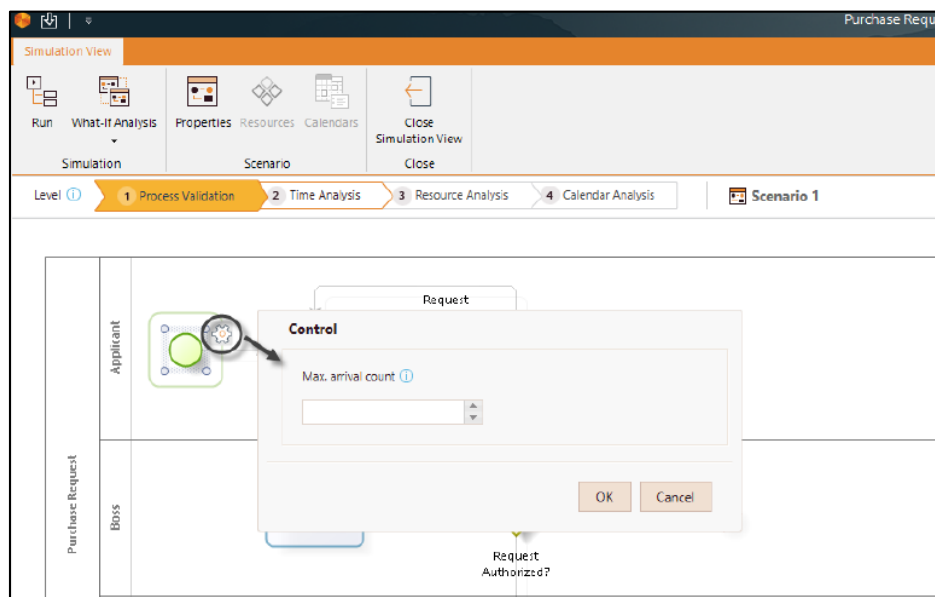 Purchase Requ
Simulation View
Run What-If Analysis Properties Resources Calendars Close
Simulation View
Simulation Scenario Close
Level 1 Process Validation 2 Time Analysis 3 Resource Analysis 4 Calendar Analysis Scenario 1
Request
Control
Applicant
Max. arrival count
Purchase Request
Boss
OK Cancel
Request
Authorized?